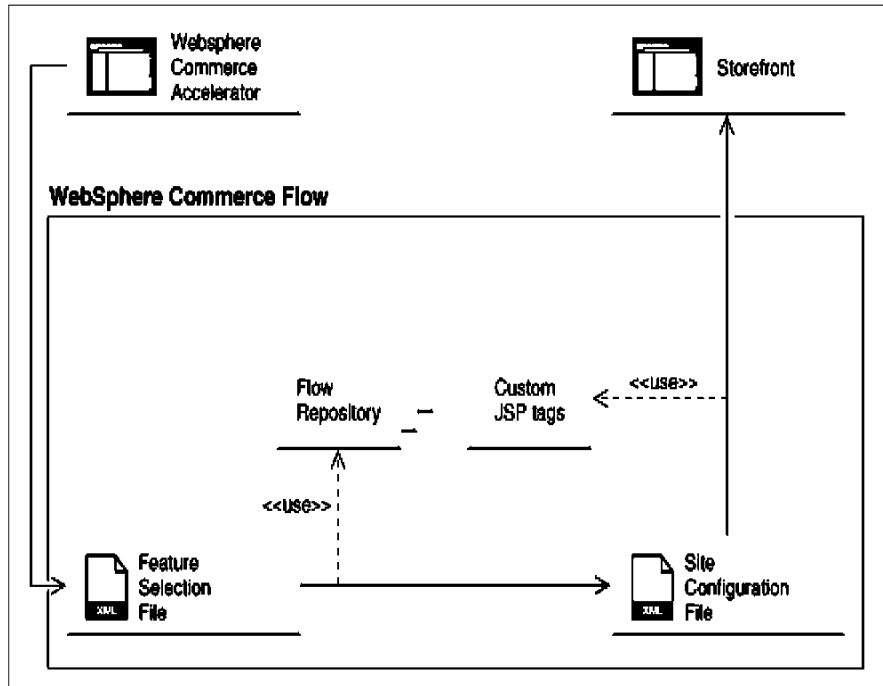 Websphere
Commerce
Accelerator
Storefront
WebSphere Commerce Flow
Flow
Repository
Custom
JSP tags
<<use>>
<<use>>
XML
Feature
Selection
File
XML
Site
Configuration
File